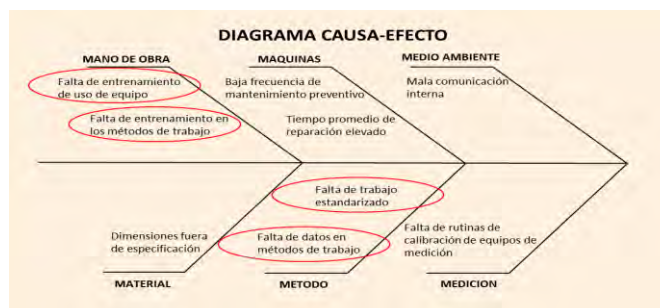 DIAGRAMA CAUSA-EFECTO
MANO DE OBRA
Falta de entrenamiento
de uso de equipo
Falta de entrenamiento en
los métodos de trabajo
MAQUINAS
Baja frecuencia de
mantenimiento preventivo
Tiempo promedio de
reparación elevado
MEDIO AMBIENTE
Mala comunicación
interna
Dimensiones fuera
de especificación
MATERIAL
Falta de trabajo
estandarizado
Falta de datos en
métodos de trabajo
METODO
Falta de rutinas de
calibración de equipos de
medición
MEDICION